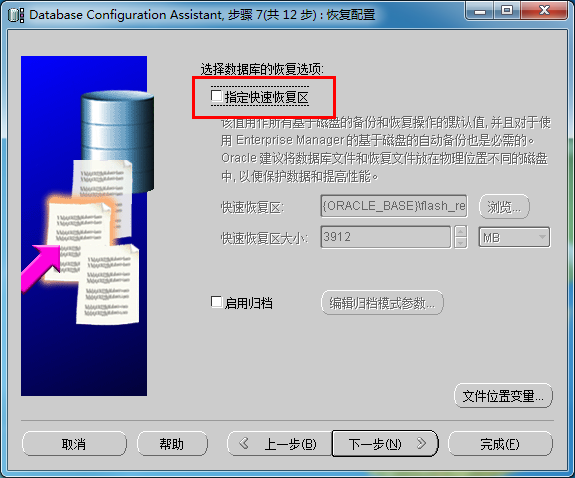 Database Configuration Assistant, 步骤 7(共 12 步) : 恢复配置
选择数据库的恢复选项:
指定快速恢复区
该值用作所有基于磁盘的备份和恢复操作的默认值, 并且对于使
用 Enterprise Manager 的基于磁盘的自动备份也是必需的。
Oracle 建议将数据库文件和恢复文件放在物理位置不同的磁盘
中, 以便保护数据和提高性能。
快速恢复区: {ORACLE_BASE}\flash_re 浏览...
快速恢复区大小: 3912 MB
启用归档 编辑归档模式参数...
文件位置变量...
取消 帮助 上一步(B) 下一步(N) 完成(F)